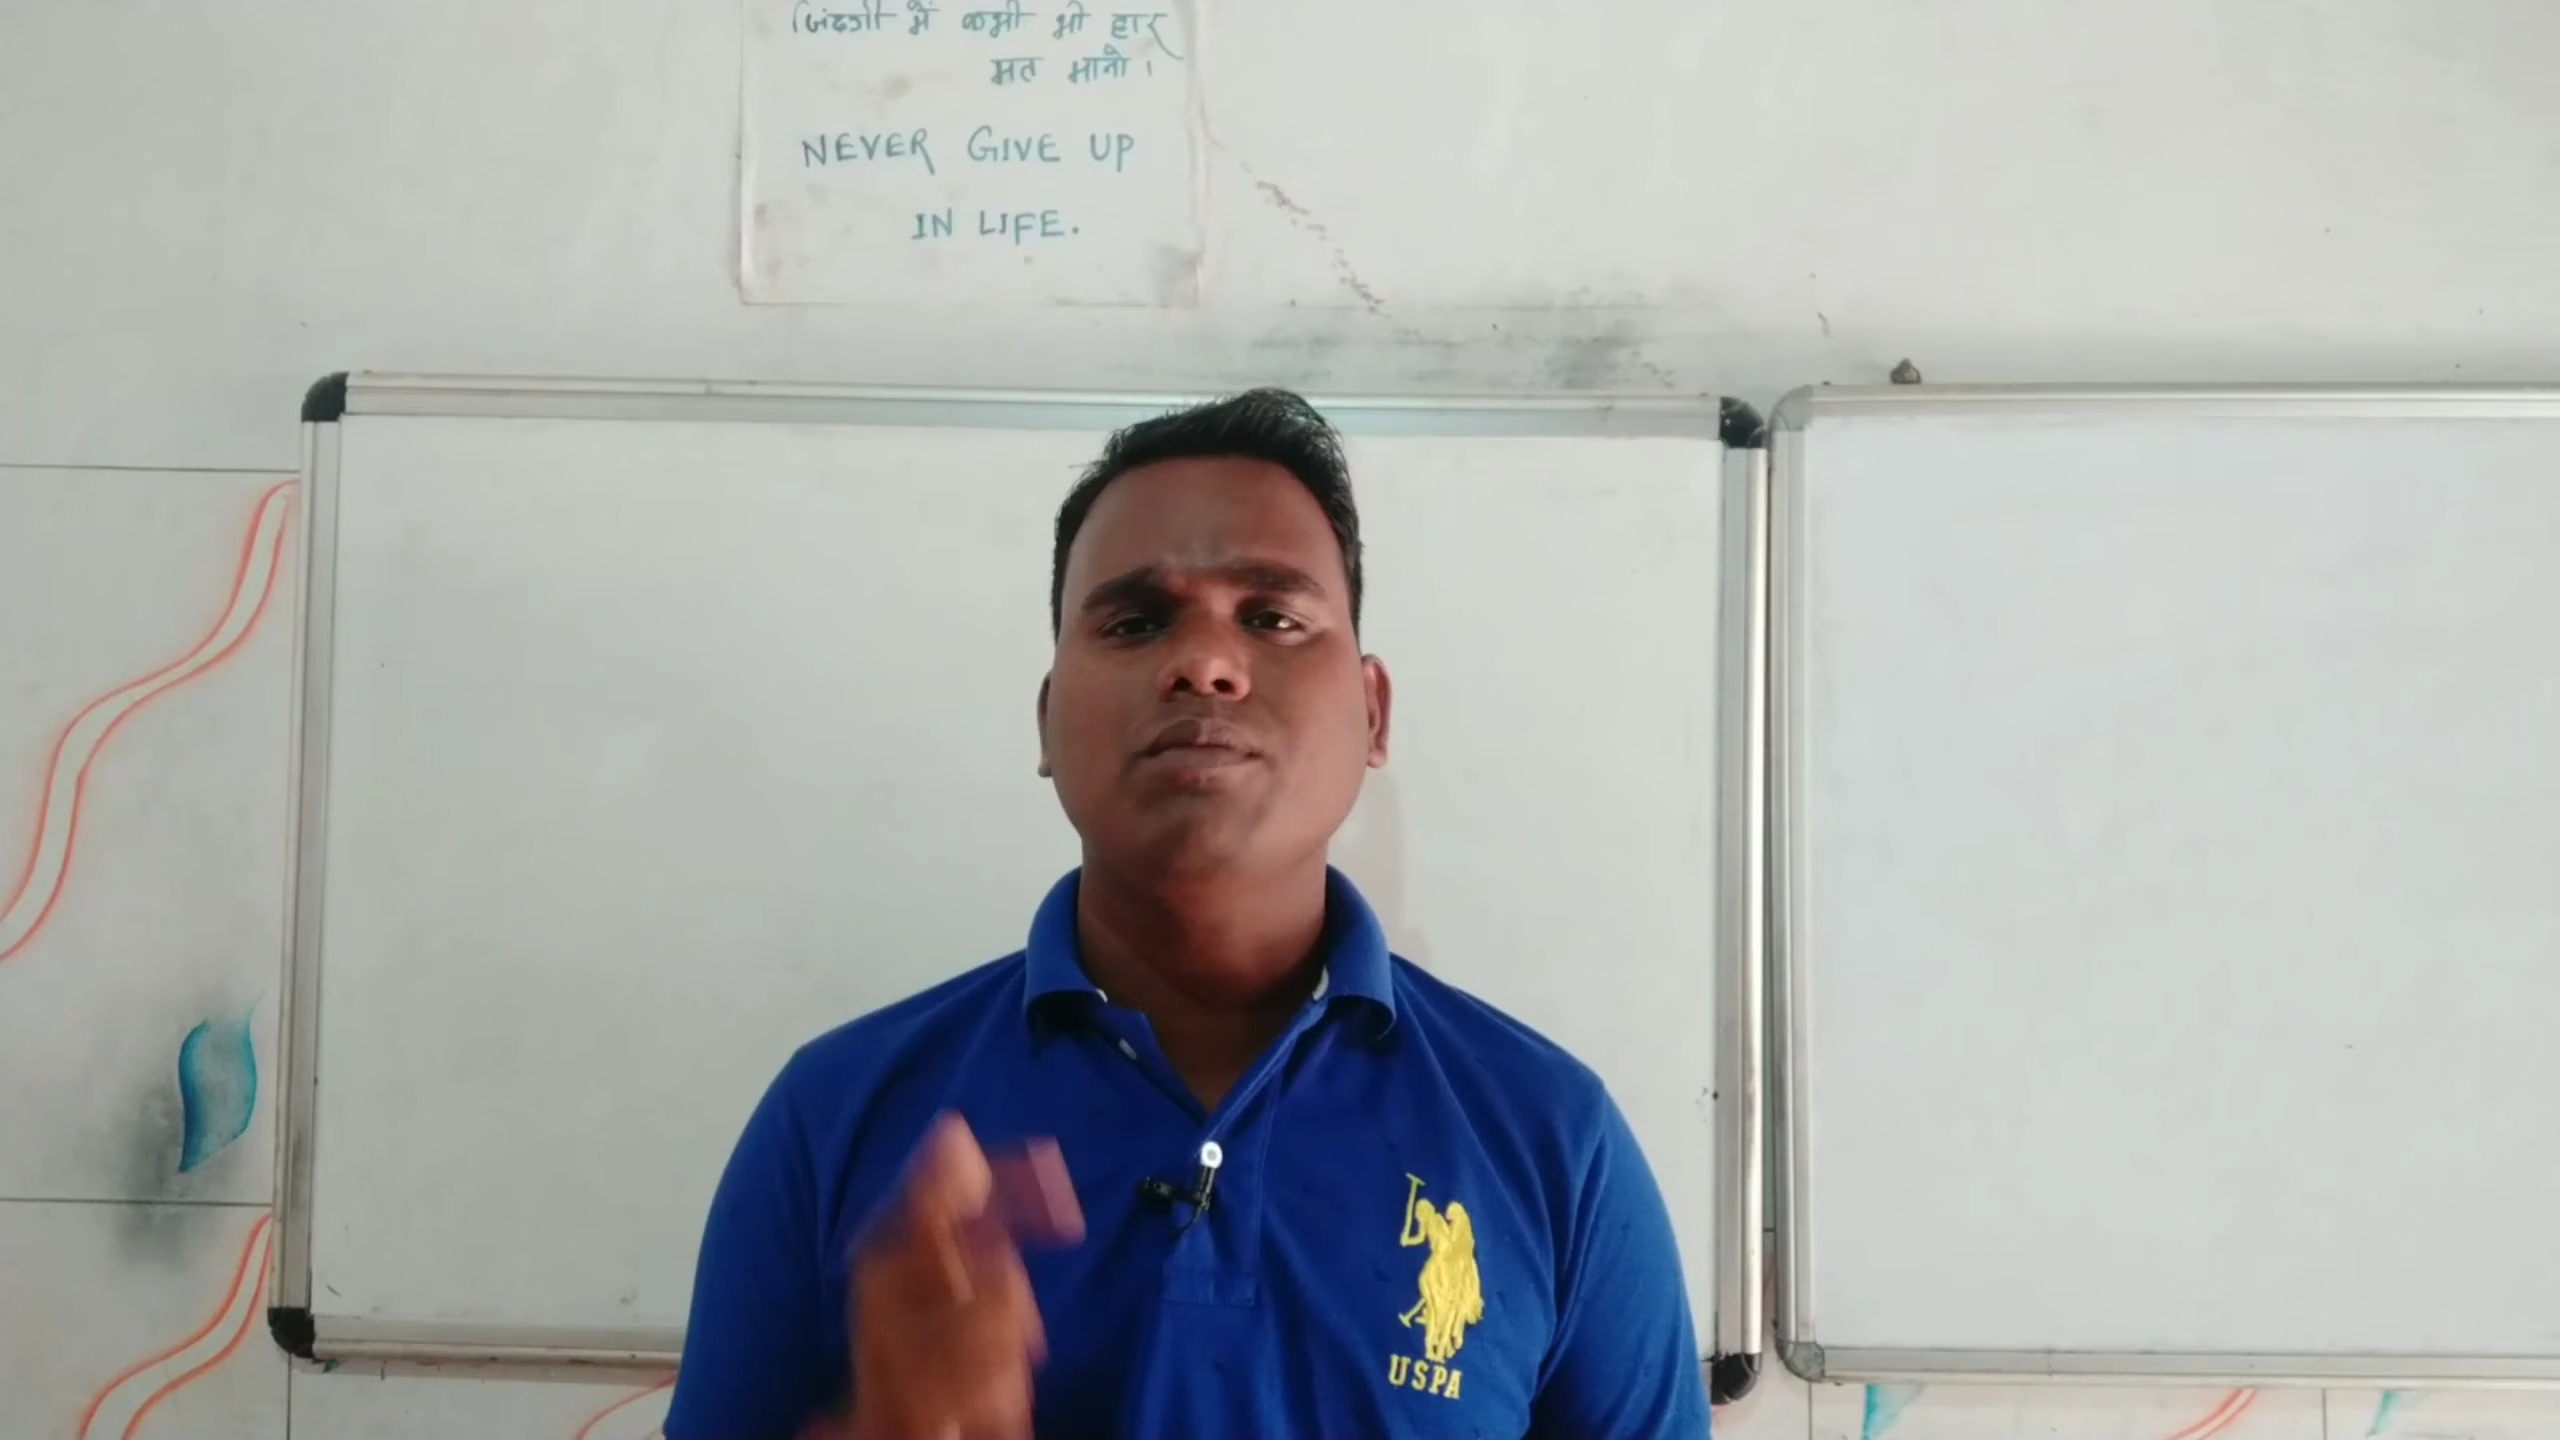 जिंदगी में कभी भी हार
मत मानो।
NEVER GIVE UP
IN LIFE.
USPA